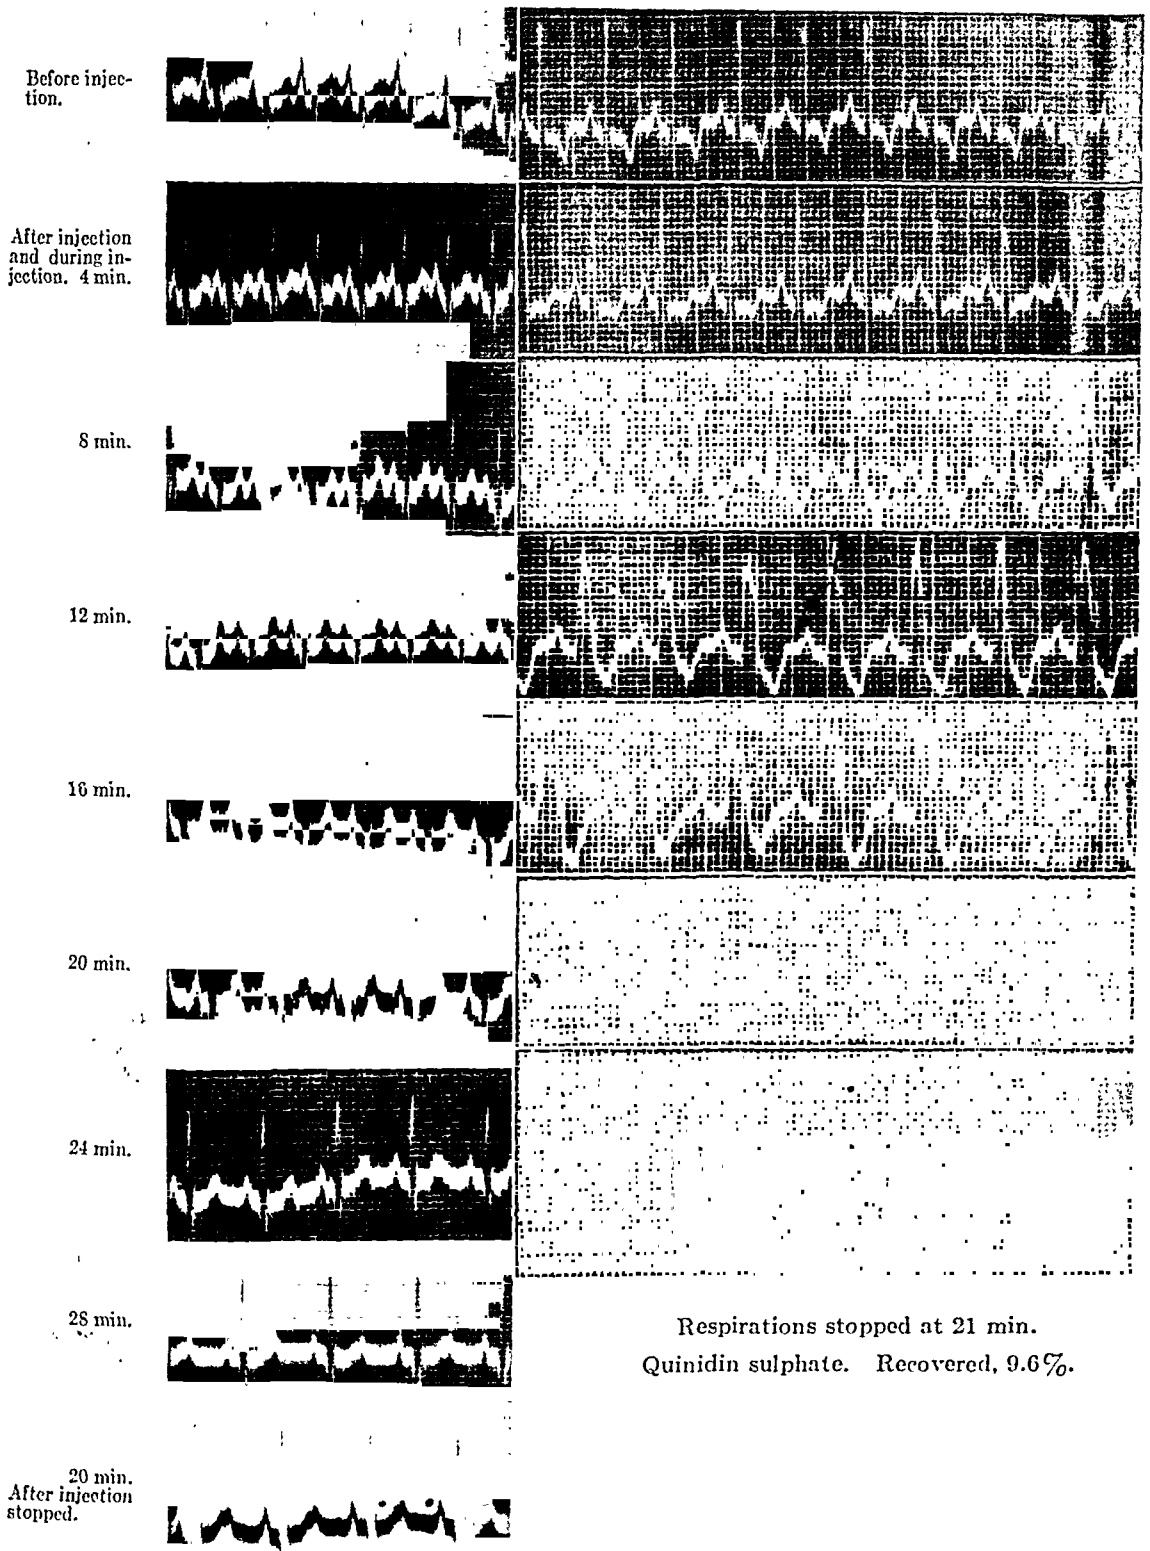 Before injec-
tion.
After injection
and during in-
jection. 4 min.
8 min.
12 min.
16 min.
20 min.
24 min.
28 min.
20 min.
After injection
stopped.
Respirations stopped at 21 min.
Quinidin sulphate. Recovered, 9.6%.